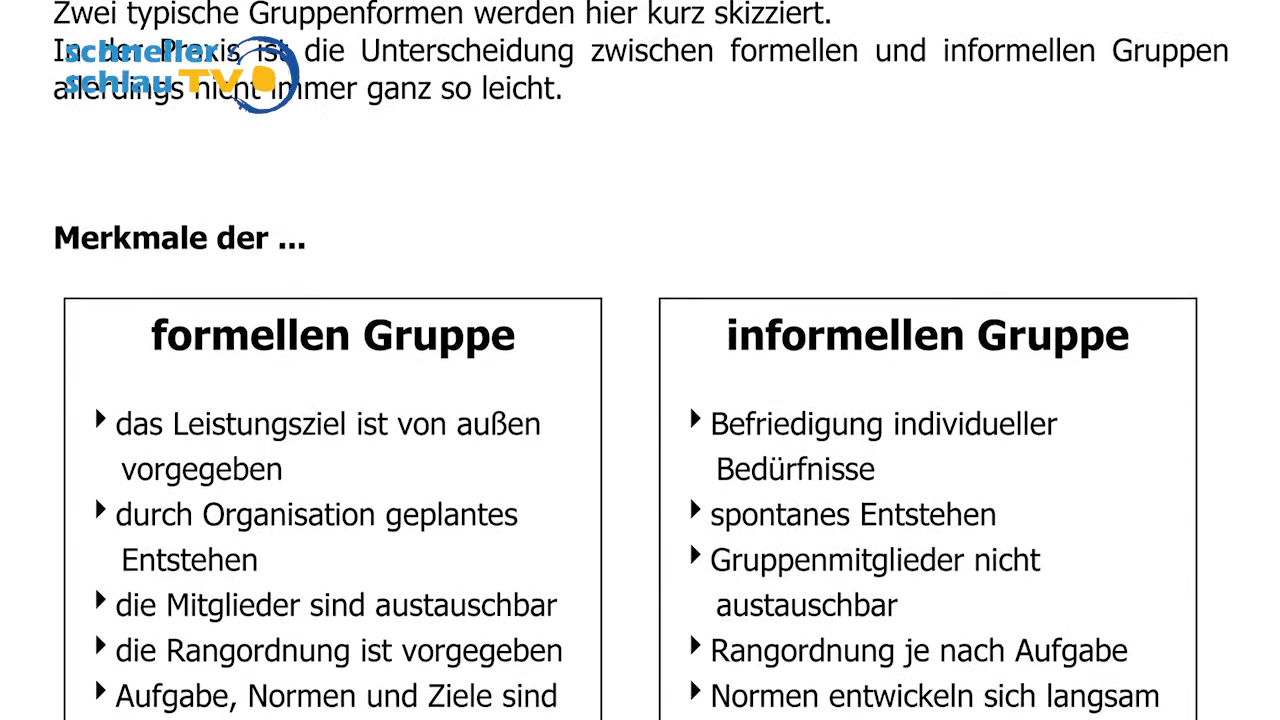 Zwei typische Gruppenformen werden hier kurz skizziert.
In der Praxis ist die Unterscheidung zwischen formellen und informellen Gruppen
allerdings nicht immer ganz so leicht.
schneller
schlau TV
Merkmale der ...
formellen Gruppe
das Leistungsziel ist von außen
vorgegeben
durch Organisation geplantes
Entstehen
die Mitglieder sind austauschbar
die Rangordnung ist vorgegeben
Aufgabe, Normen und Ziele sind
informellen Gruppe
Befriedigung individueller
Bedürfnisse
spontanes Entstehen
Gruppenmitglieder nicht
austauschbar
Rangordnung je nach Aufgabe
Normen entwickeln sich langsam